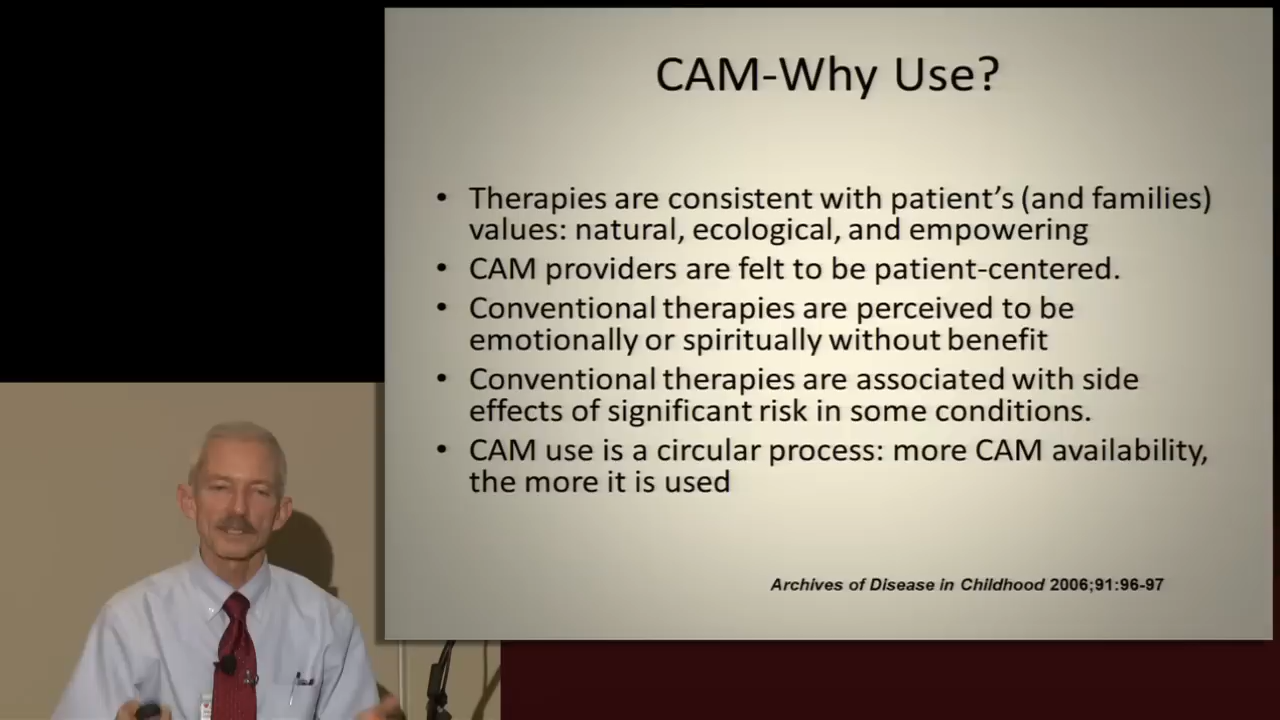 CAM-Why Use?
• Therapies are consistent with patient's (and families)
values: natural, ecological, and empowering
• CAM providers are felt to be patient-centered.
• Conventional therapies are perceived to be
emotionally or spiritually without benefit
• Conventional therapies are associated with side
effects of significant risk in some conditions.
• CAM use is a circular process: more CAM availability,
the more it is used
Archives of Disease in Childhood 2006;91:96-97